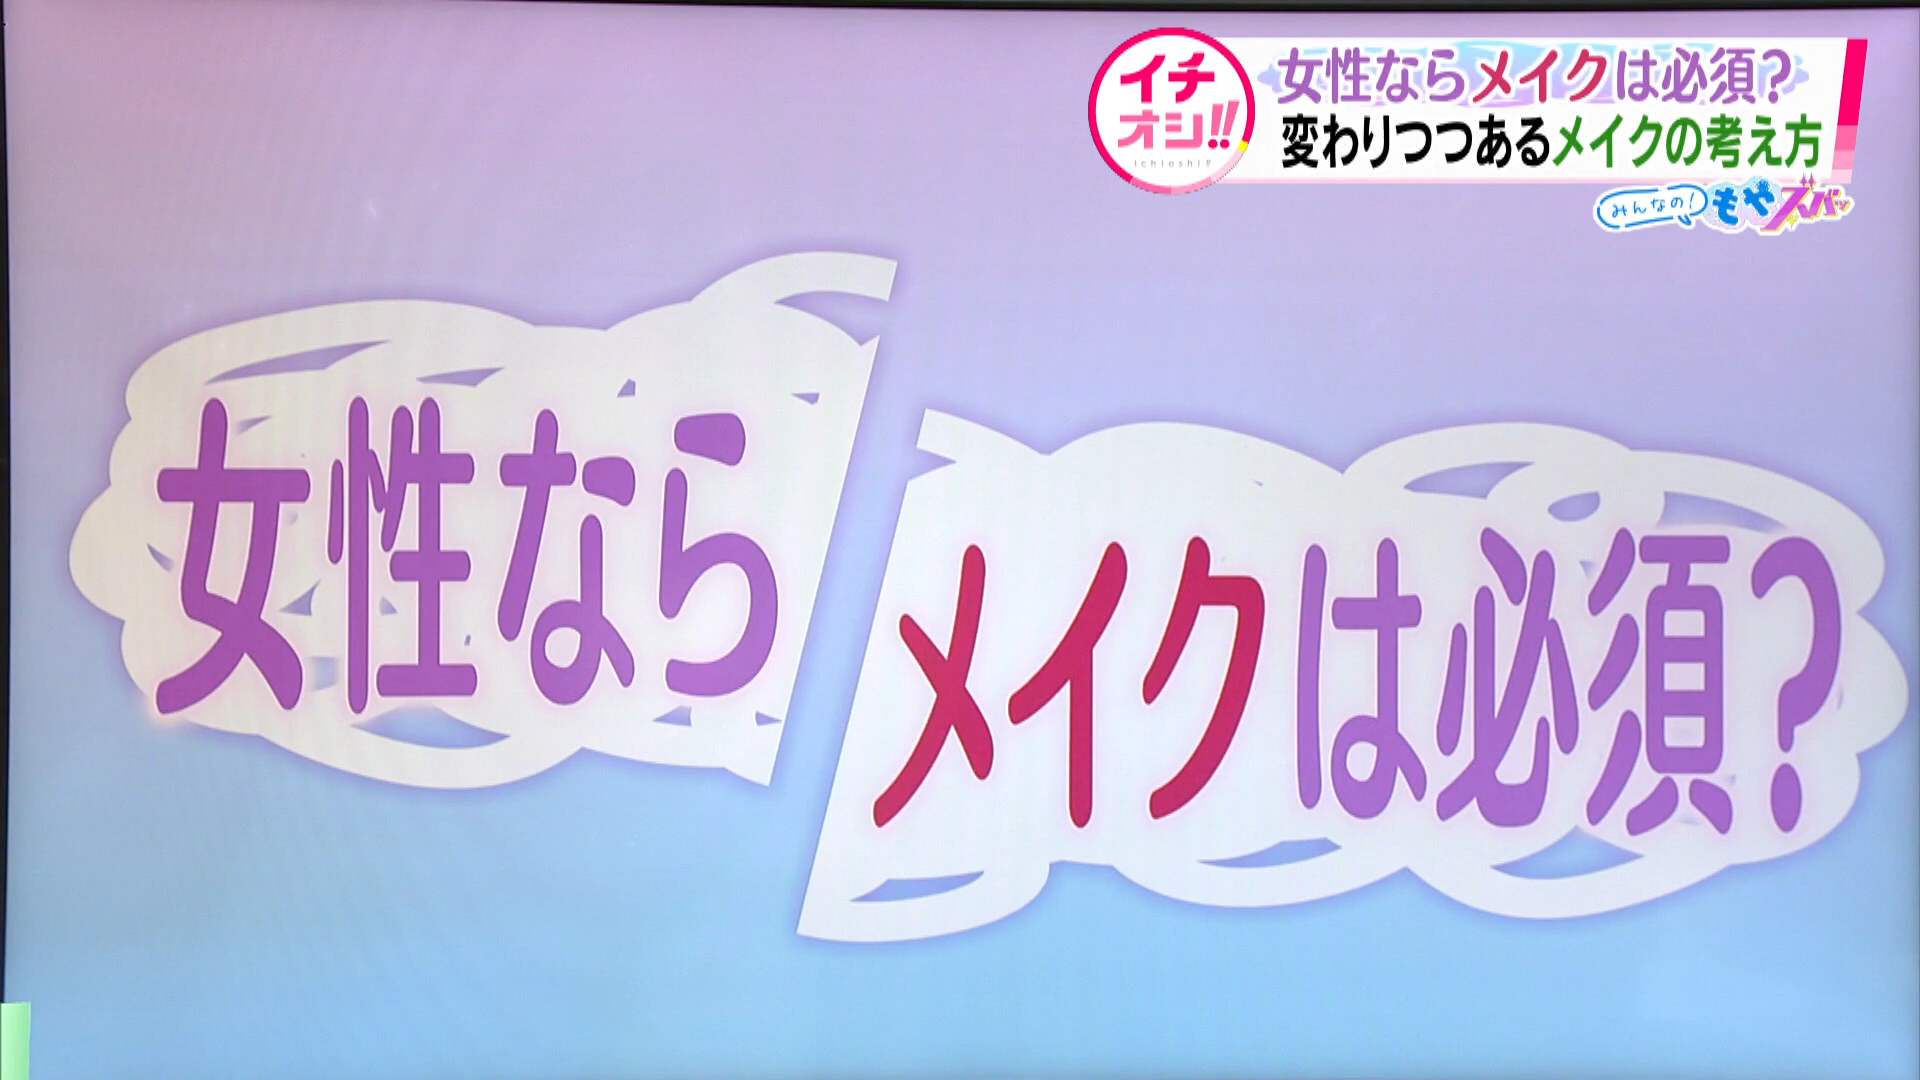 イチ
オシ!!
ichioshi!!
女性ならメイクは必須?
変わりつつあるメイクの考え方
みんなの!もやズバッ
女性なら
メイクは必須?